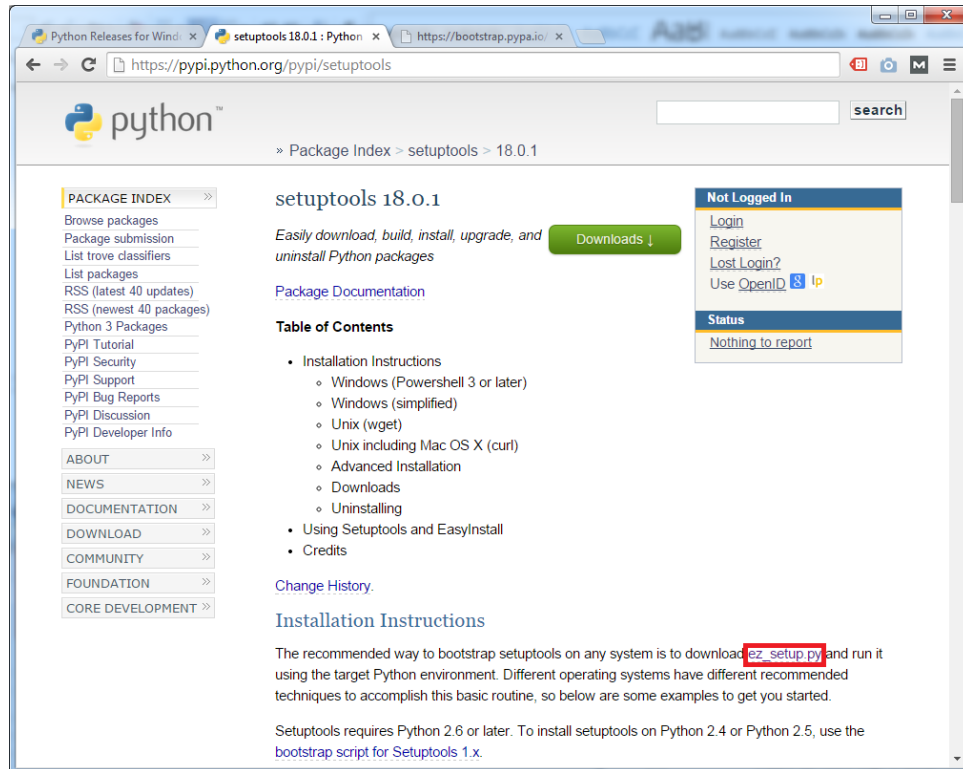 Python Releases for Wind
setuptools 18.0.1 : Python
https://bootstrap.pypa.io/
https://pypi.python.org/pypi/setuptools
python™
search
» Package Index > setuptools > 18.0.1
PACKAGE INDEX »
Browse packages
Package submission
List trove classifiers
List packages
RSS (latest 40 updates)
RSS (newest 40 packages)
Python 3 Packages
PyPI Tutorial
PyPI Security
PyPI Support
PyPI Bug Reports
PyPI Discussion
PyPI Developer Info
ABOUT »
NEWS »
DOCUMENTATION »
DOWNLOAD »
COMMUNITY »
FOUNDATION »
CORE DEVELOPMENT »
setuptools 18.0.1
Easily download, build, install, upgrade, and
uninstall Python packages
Downloads ↓
Package Documentation
Table of Contents
• Installation Instructions
◦ Windows (Powershell 3 or later)
◦ Windows (simplified)
◦ Unix (wget)
◦ Unix including Mac OS X (curl)
◦ Advanced Installation
◦ Downloads
◦ Uninstalling
• Using Setuptools and EasyInstall
• Credits
Change History.
Installation Instructions
The recommended way to bootstrap setuptools on any system is to download ez_setup.py and run it
using the target Python environment. Different operating systems have different recommended
techniques to accomplish this basic routine, so below are some examples to get you started.
Setuptools requires Python 2.6 or later. To install setuptools on Python 2.4 or Python 2.5, use the
bootstrap script for Setuptools 1.x.
Not Logged In
Login
Register
Lost Login?
Use OpenID 8 lp
Status
Nothing to report